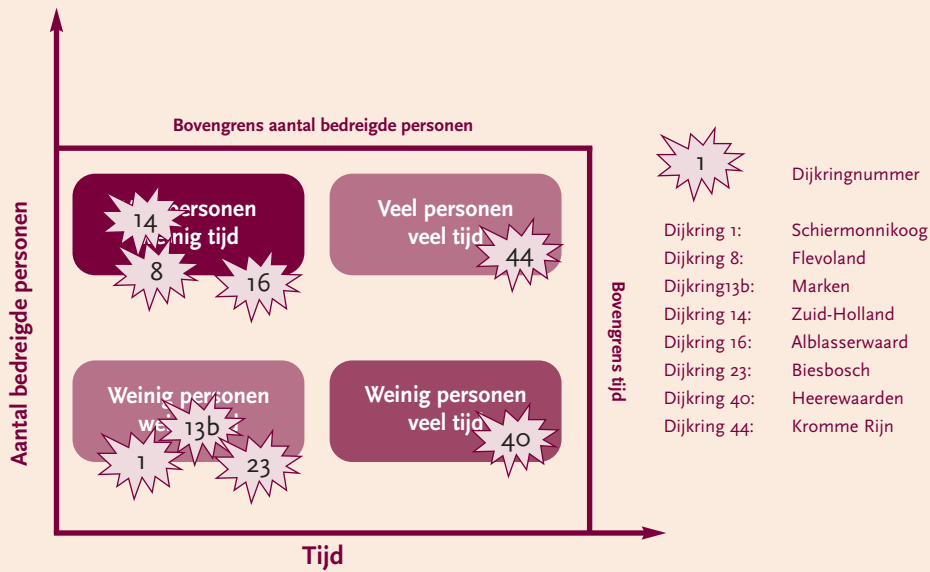 Bovengrens aantal bedreigde personen
Aantal bedreigde personen
personen
tijd
14
8
16
Veel personen
veel tijd
44
Bovengrens tijd
Weinig personen
13b
1
23
Weinig personen
veel tijd
40
Tijd
1
Dijkringnummer
Dijkring 1: Schiermonnikoog
Dijkring 8: Flevoland
Dijkring13b: Marken
Dijkring 14: Zuid-Holland
Dijkring 16: Alblasserwaard
Dijkring 23: Biesbosch
Dijkring 40: Heerewaarden
Dijkring 44: Kromme Rijn